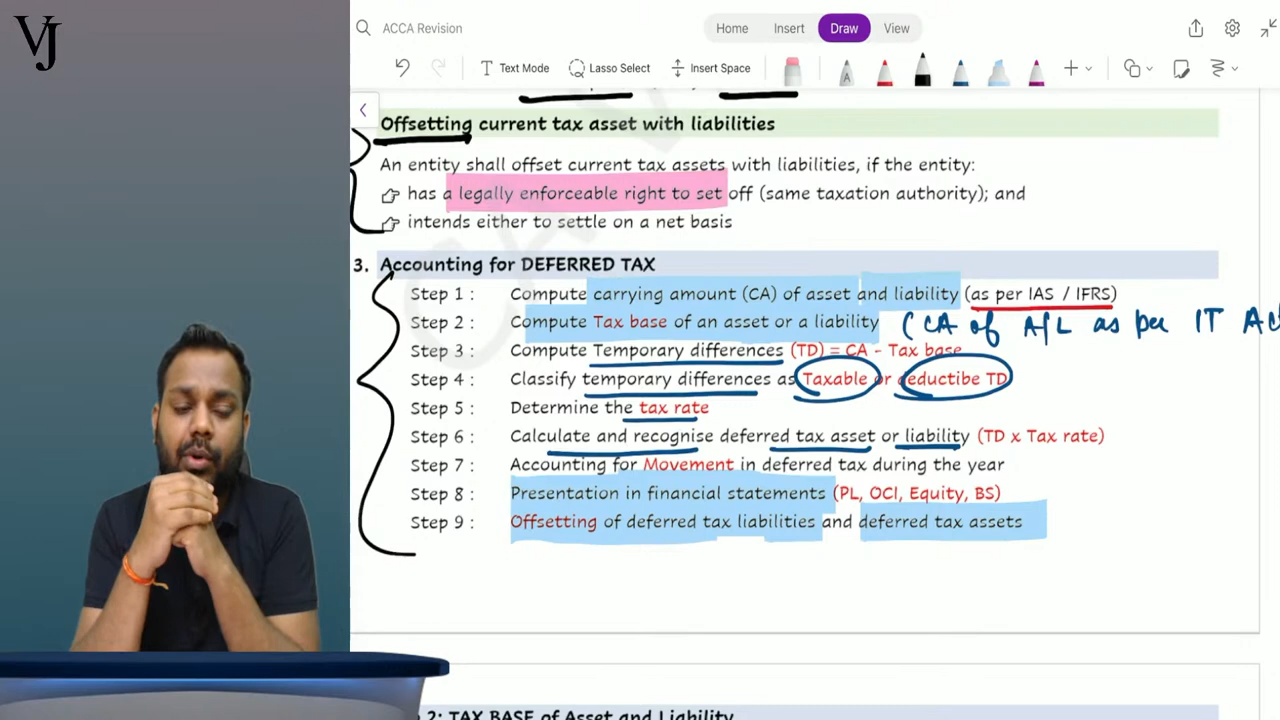 VJ
ACCA Revision
Home Insert Draw View
Text Mode Lasso Select Insert Space
Offsetting current tax asset with liabilities
An entity shall offset current tax assets with liabilities, if the entity:
has a legally enforceable right to set off (same taxation authority); and
intends either to settle on a net basis
3. Accounting for DEFERRED TAX
Step 1 : Compute carrying amount (CA) of asset and liability (as per IAS / IFRS)
Step 2 : Compute Tax base of an asset or a liability (CA of A/L as per IT Ac
Step 3 : Compute Temporary differences (TD) = CA - Tax base
Step 4 : Classify temporary differences as Taxable or deductibe TD
Step 5 : Determine the tax rate
Step 6 : Calculate and recognise deferred tax asset or liability (TD x Tax rate)
Step 7 : Accounting for Movement in deferred tax during the year
Step 8 : Presentation in financial statements (PL, OCI, Equity, BS)
Step 9 : Offsetting of deferred tax liabilities and deferred tax assets
2: TAX BASE of Asset and Liability